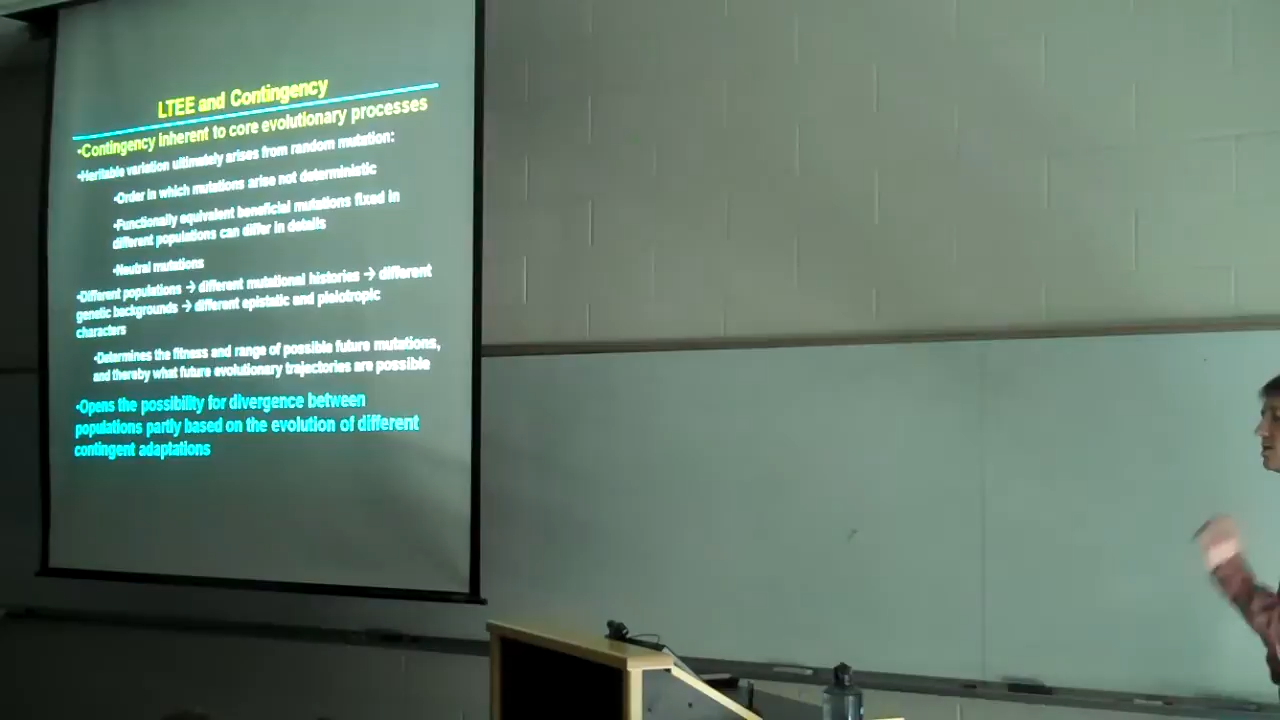 LTEE and Contingency
•Contingency inherent to core evolutionary processes
•Heritable variation ultimately arises from random mutation:
•Order in which mutations arise not deterministic
•Functionally equivalent beneficial mutations fixed in
different populations can differ in details
•Neutral mutations
•Different populations → different mutational histories → different
genetic backgrounds → different epistatic and pleiotropic
characters
•Determines the fitness and range of possible future mutations,
and thereby what future evolutionary trajectories are possible
•Opens the possibility for divergence between
populations partly based on the evolution of different
contingent adaptations